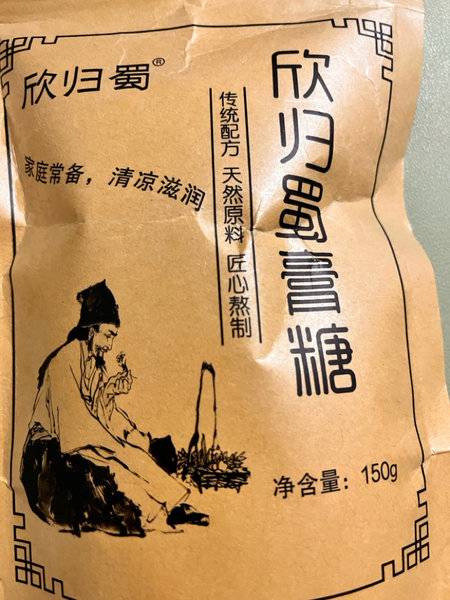 欣归蜀®
家庭常备，清凉滋润
传统配方 天然原料 匠心熬制
欣归蜀膏糖
净含量：150g